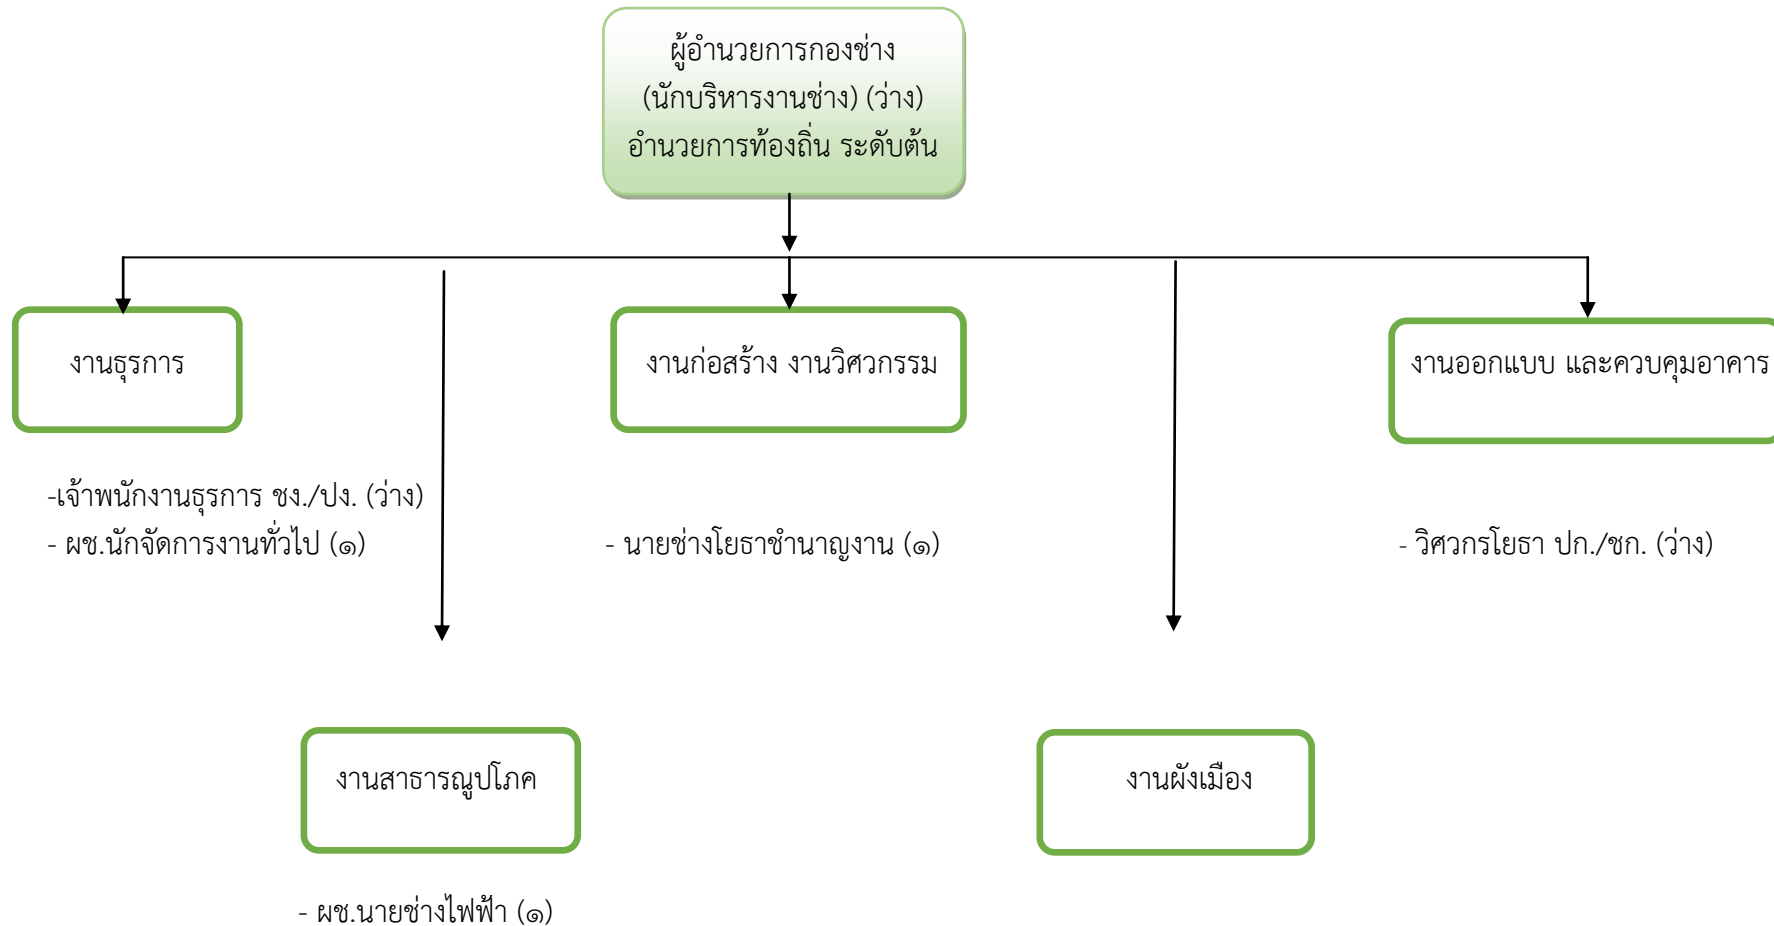 ผู้อำนวยการกองช่าง
(นักบริหารงานช่าง) (ว่าง)
อำนวยการท้องถิ่น ระดับต้น
งานธุรการ
งานก่อสร้าง งานวิศวกรรม
งานออกแบบ และควบคุมอาคาร
-เจ้าพนักงานธุรการ ชง./ปง. (ว่าง)
- ผช.นักจัดการงานทั่วไป (๑)
- นายช่างโยธาชำนาญงาน (๑)
- วิศวกรโยธา ปก./ชก. (ว่าง)
งานสาธารณูปโภค
งานผังเมือง
- ผช.นายช่างไฟฟ้า (๑)